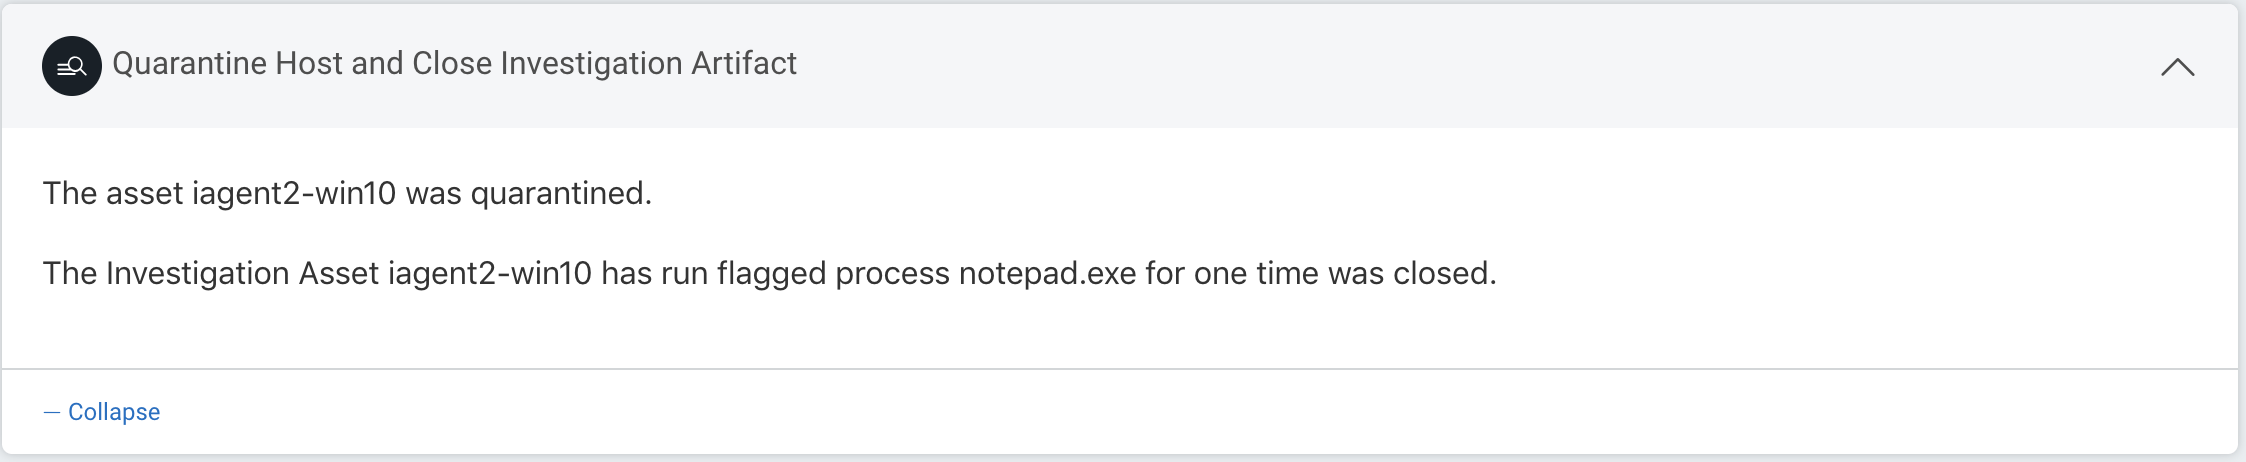 Quarantine Host and Close Investigation Artifact
The asset iagent2-win10 was quarantined.
The Investigation Asset iagent2-win10 has run flagged process notepad.exe for one time was closed.
— Collapse